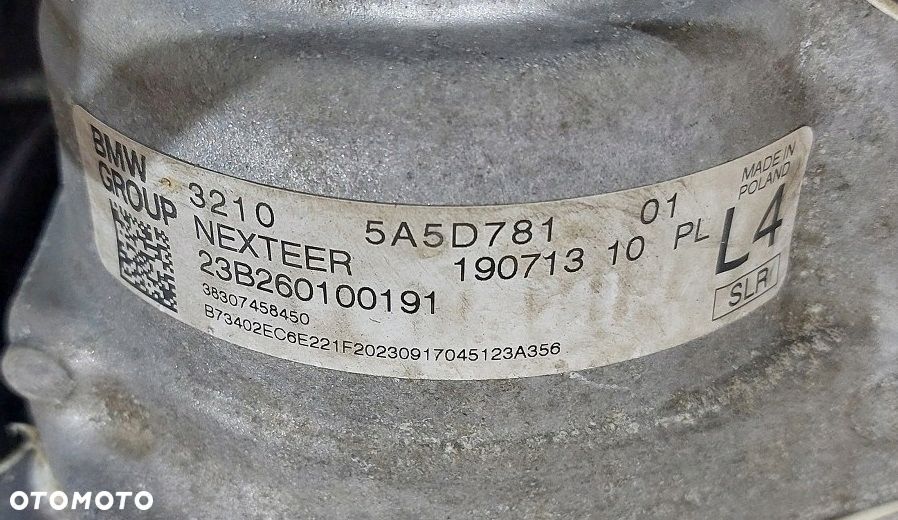 BMW
GROUP
3210 5A5D781 01
NEXTEER 190713 10 PL
23B260100191
38307458450
B73402EC6E221F20230917045123A356
MADE IN
POLAND
L4
SLR
OTOMOTO